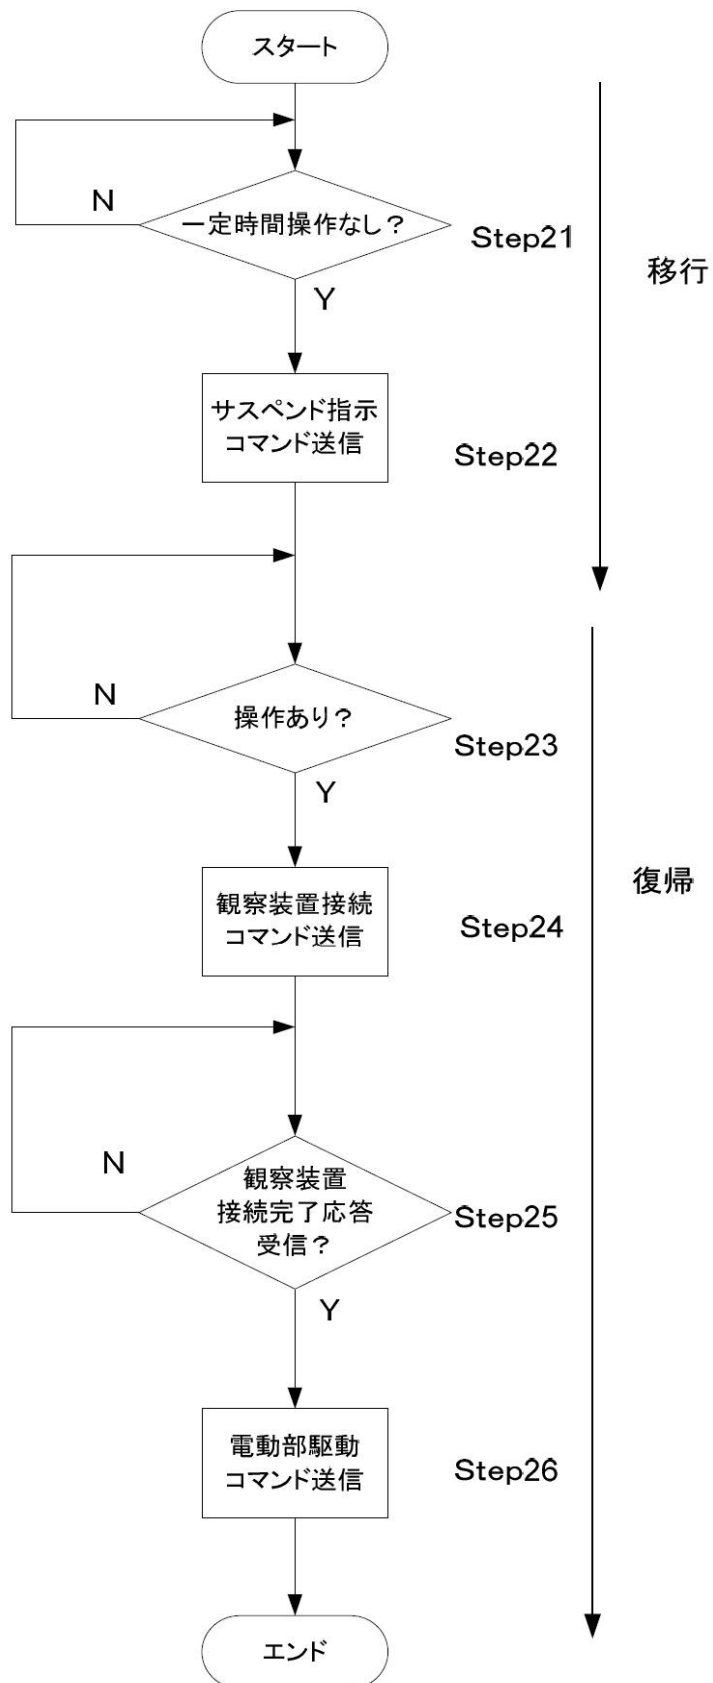 スタート
N
一定時間操作なし?
Step21
移行
Y
サスペンド指示
コマンド送信
Step22
N
操作あり?
Step23
Y
復帰
観察装置接続
コマンド送信
Step24
N
観察装置
接続完了応答
受信?
Step25
Y
電動部駆動
コマンド送信
Step26
エンド